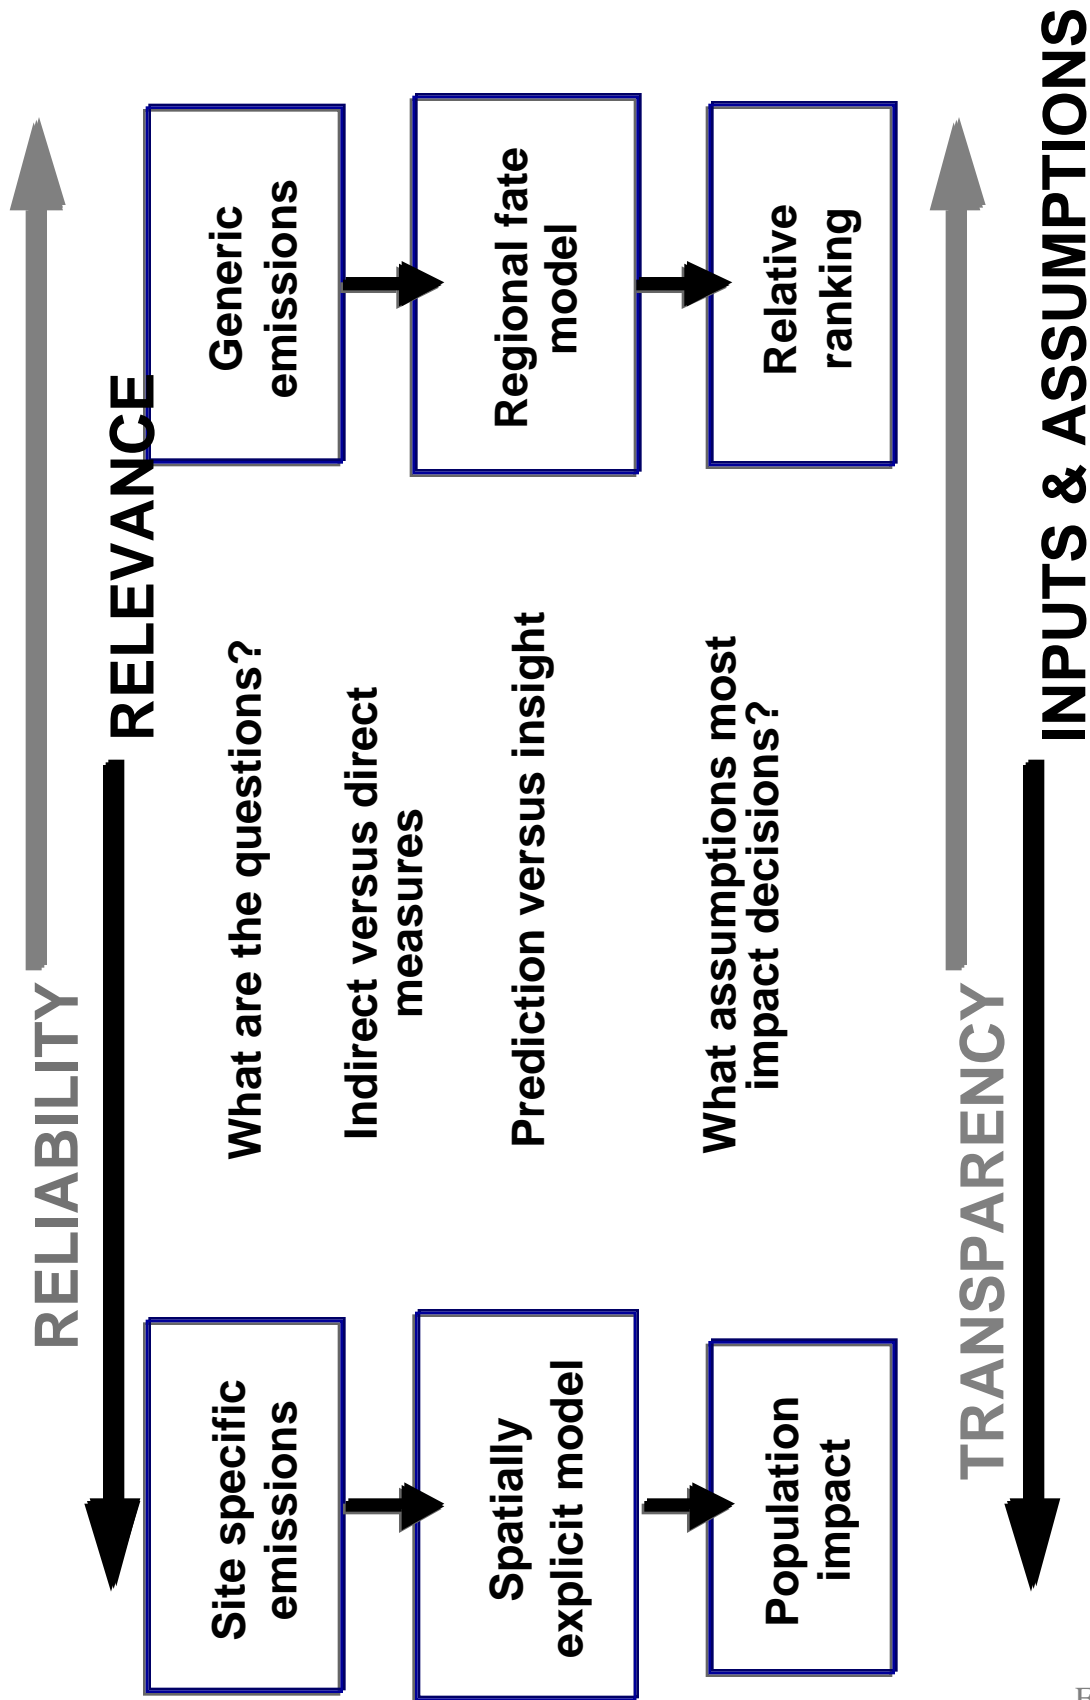 RELIABILITY
RELEVANCE
Site specific
emissions
Spatially
explicit model
Population
impact
What are the questions?
Indirect versus direct
measures
Prediction versus insight
What assumptions most
impact decisions?
Generic
emissions
Regional fate
model
Relative
ranking
TRANSPARENCY
INPUTS & ASSUMPTIONS